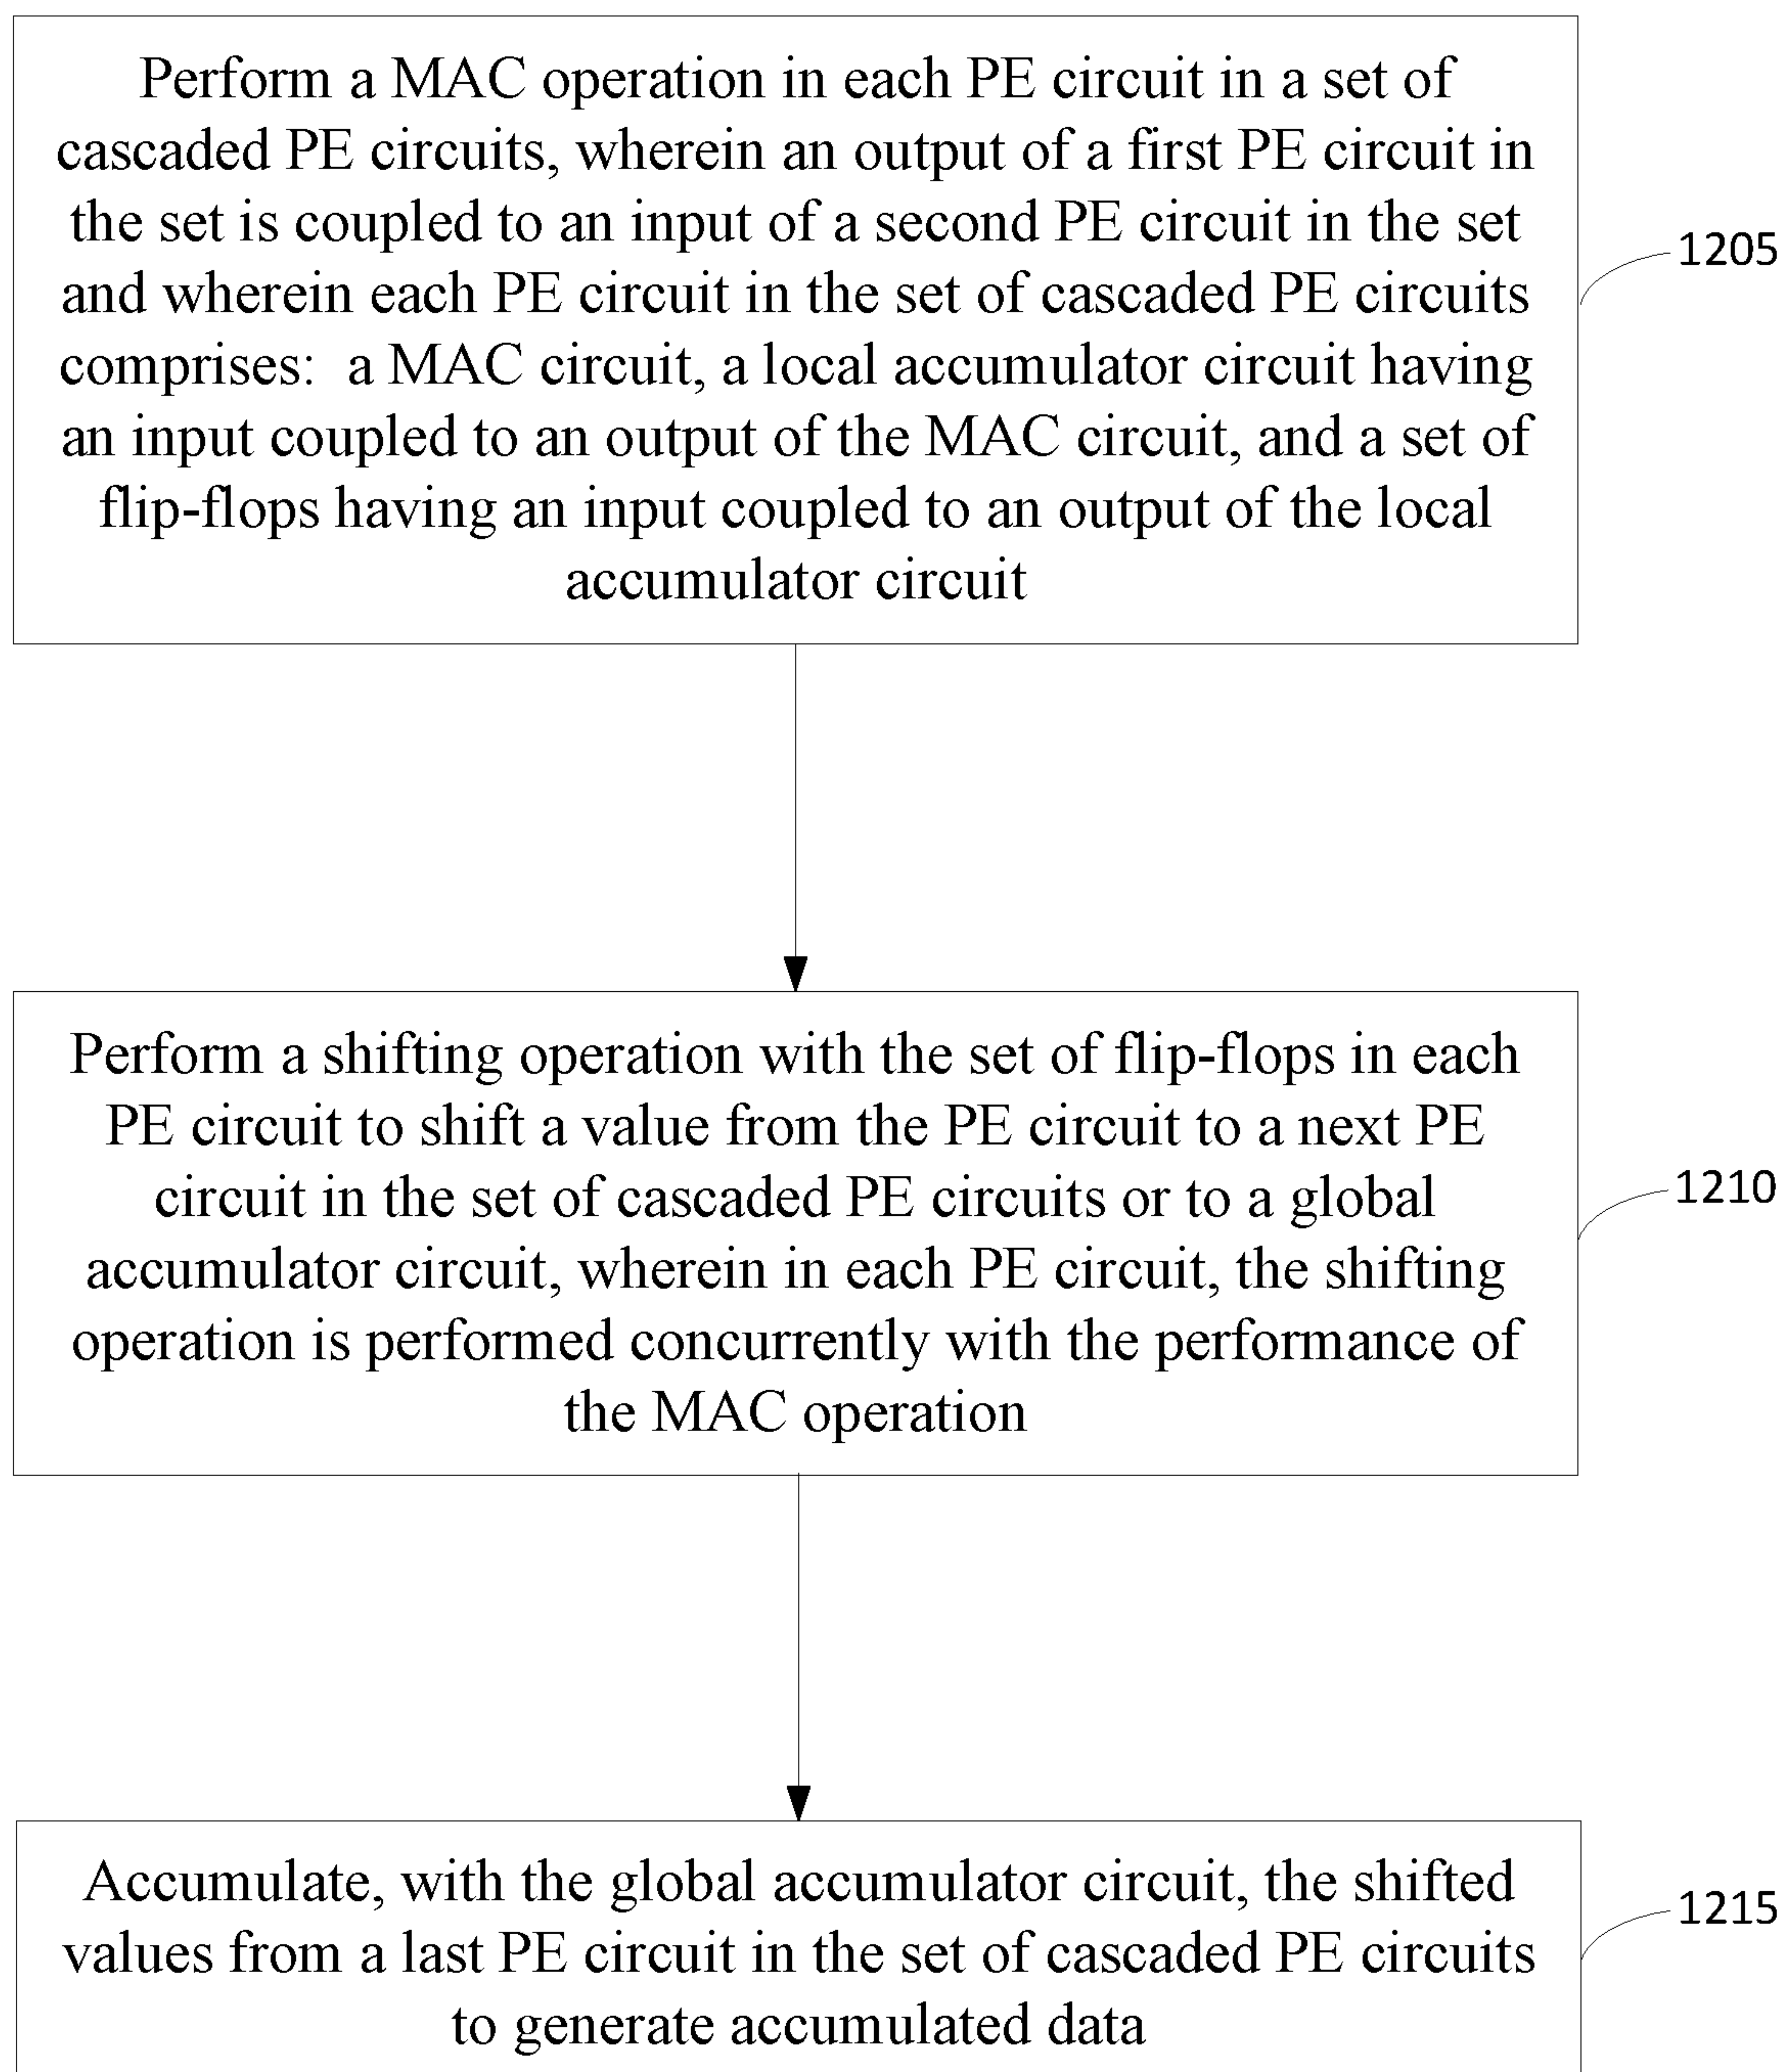 Perform a MAC operation in each PE circuit in a set of
cascaded PE circuits, wherein an output of a first PE circuit in
the set is coupled to an input of a second PE circuit in the set
and wherein each PE circuit in the set of cascaded PE circuits
comprises:  a MAC circuit, a local accumulator circuit having
an input coupled to an output of the MAC circuit, and a set of
flip-flops having an input coupled to an output of the local
accumulator circuit
1205
Perform a shifting operation with the set of flip-flops in each
PE circuit to shift a value from the PE circuit to a next PE
circuit in the set of cascaded PE circuits or to a global
accumulator circuit, wherein in each PE circuit, the shifting
operation is performed concurrently with the performance of
the MAC operation
1210
Accumulate, with the global accumulator circuit, the shifted
values from a last PE circuit in the set of cascaded PE circuits
to generate accumulated data
1215